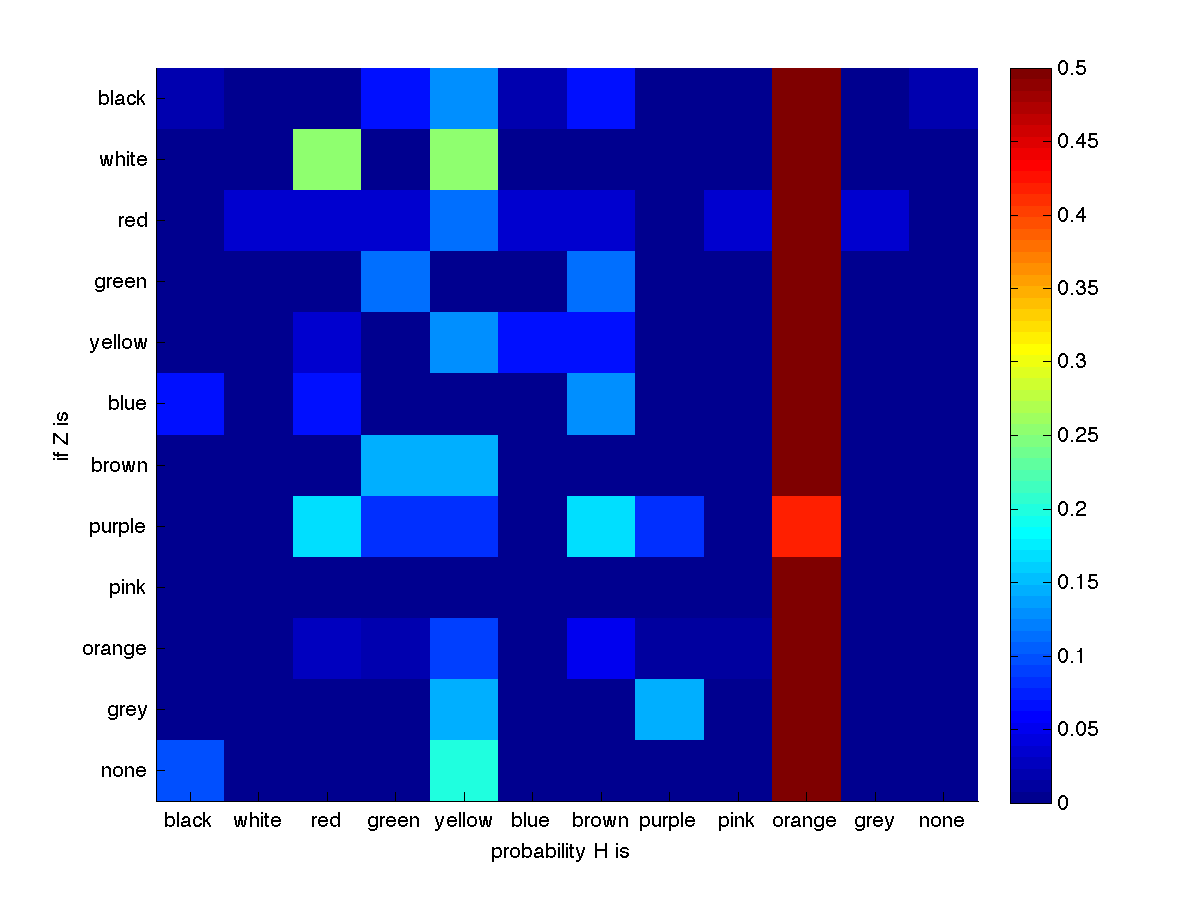 black
white
red
green
yellow
blue
brown
purple
pink
orange
grey
none
if Z is
black white red green yellow blue brown purple pink orange grey none
probability H is
0.5
0.45
0.4
0.35
0.3
0.25
0.2
0.15
0.1
0.05
0